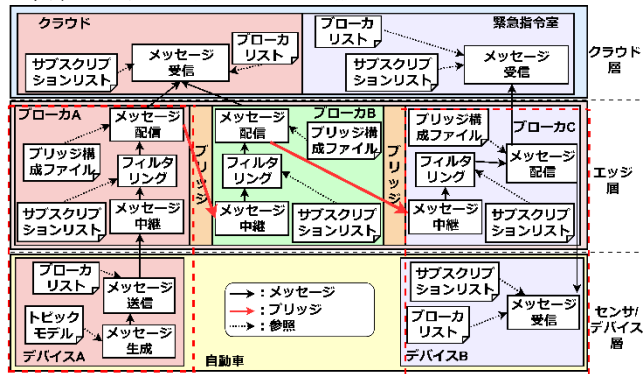 クラウド
ブローカ
リスト
サブスクリプ
ションリスト
メッセージ
受信
緊急指令室
ブローカ
リスト
サブスクリプ
ションリスト
メッセージ
受信
クラウド
層
ブローカA
メッセージ
配信
ブリッジ構
成ファイル
フィルタ
リング
サブスクリプ
ションリスト
メッセージ
中継
ブリッジ
ブローカB
メッセージ
配信
ブリッジ構
成ファイル
フィルタ
リング
メッセージ
中継
サブスクリプ
ションリスト
ブリッジ
ブローカC
ブリッジ構
成ファイル
フィルタ
リング
メッセージ
配信
メッセージ
中継
サブスクリプ
ションリスト
エッジ
層
ブローカ
リスト
メッセージ
送信
トピック
モデル
メッセージ
生成
デバイスA
:メッセージ
:ブリッジ
:参照
自動車
サブスクリプ
ションリスト
ブローカ
リスト
メッセージ
受信
デバイスB
センサ/
デバイス
層